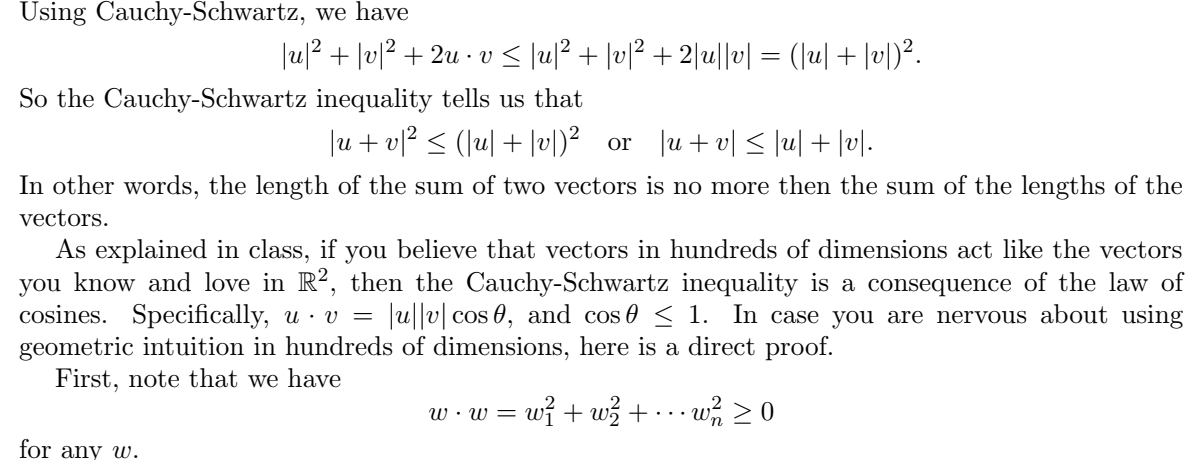 Using Cauchy-Schwartz, we have
|u|² + |v|² + 2u · v ≤ |u|² + |v|² + 2|u||v| = (|u| + |v|)².
So the Cauchy-Schwartz inequality tells us that
|u + v|² ≤ (|u| + |v|)² or |u + v| ≤ |u| + |v|.
In other words, the length of the sum of two vectors is no more then the sum of the lengths of the
vectors.
As explained in class, if you believe that vectors in hundreds of dimensions act like the vectors
you know and love in ℝ², then the Cauchy-Schwartz inequality is a consequence of the law of
cosines. Specifically, u · v = |u||v| cos θ, and cos θ ≤ 1. In case you are nervous about using
geometric intuition in hundreds of dimensions, here is a direct proof.
First, note that we have
w · w = w₁² + w₂² + · · · wₙ² ≥ 0
for any w.